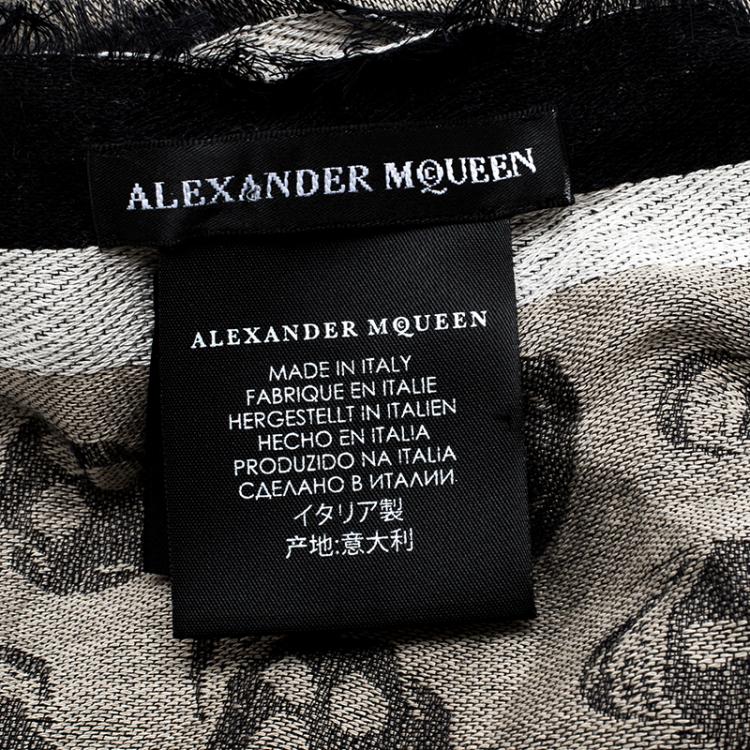 ALEXANDER MCQUEEN
ALEXANDER MCQUEEN
MADE IN ITALY
FABRIQUE EN ITALIE
HERGESTELLT IN ITALIEN
HECHO EN ITALIA
PRODUZIDO NA ITALIA
СДЕЛАНО В ИТАЛИИ
イタリア製
产地:意大利